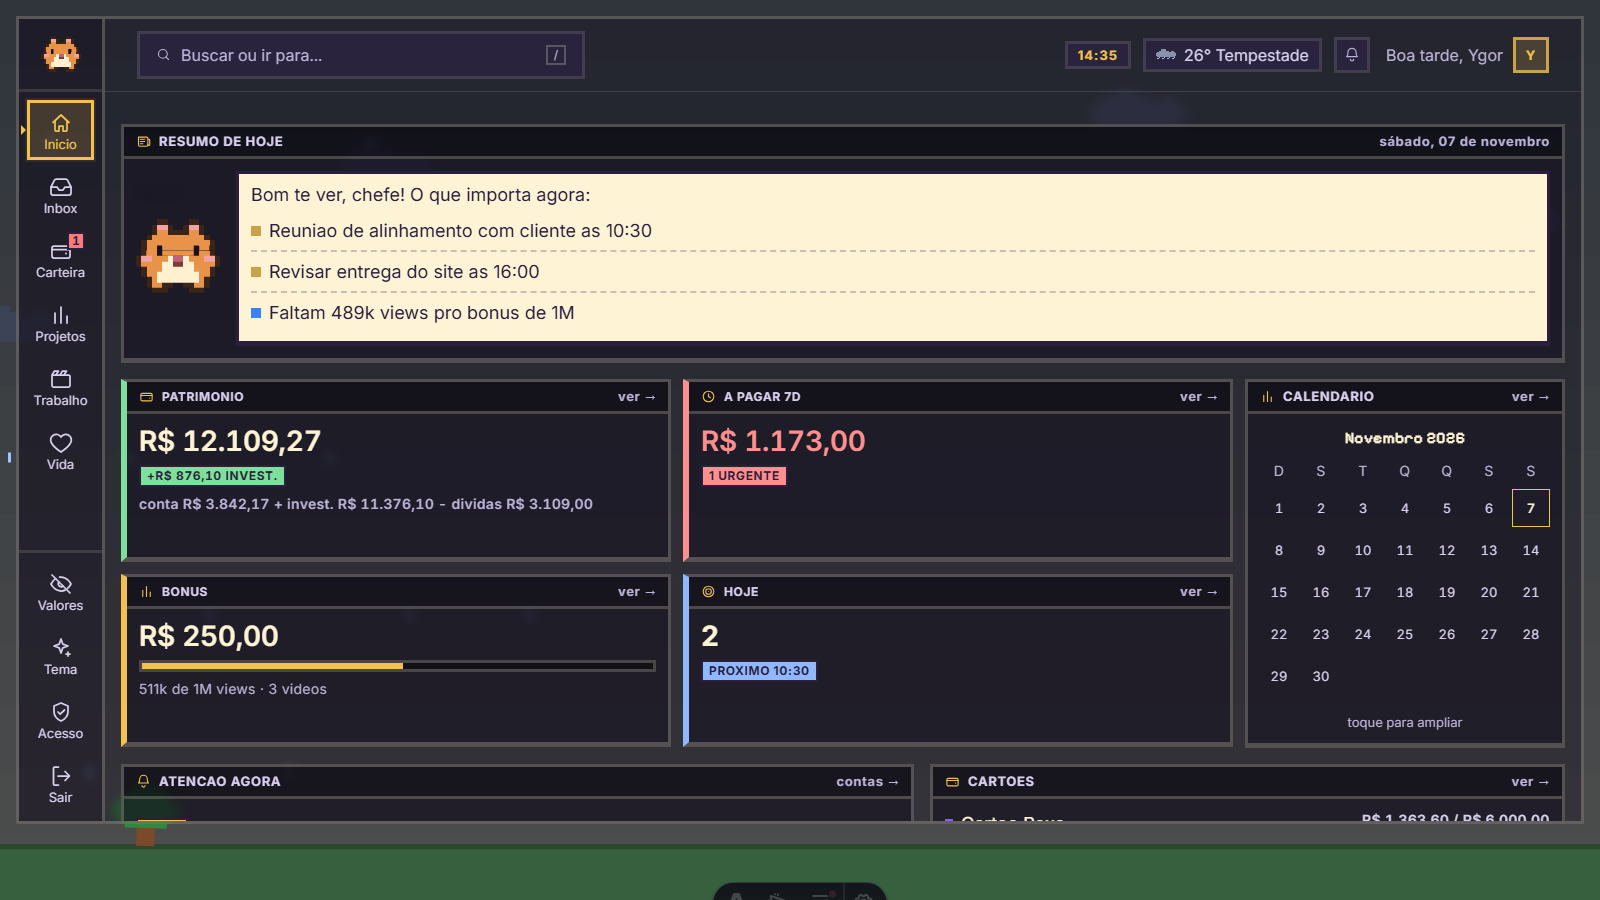 Buscar ou ir para...
/
14:35
26° Tempestade
Boa tarde, Ygor
Y
Inicio
Inbox
1
Carteira
Projetos
Trabalho
Vida
Valores
Tema
Acesso
Sair
RESUMO DE HOJE
sábado, 07 de novembro
Bom te ver, chefe! O que importa agora:
Reuniao de alinhamento com cliente as 10:30
Revisar entrega do site as 16:00
Faltam 489k views pro bonus de 1M
PATRIMONIO
ver →
R$ 12.109,27
+R$ 876,10 INVEST.
conta R$ 3.842,17 + invest. R$ 11.376,10 - dividas R$ 3.109,00
A PAGAR 7D
ver →
R$ 1.173,00
1 URGENTE
BONUS
ver →
R$ 250,00
511k de 1M views · 3 videos
HOJE
ver →
2
PROXIMO 10:30
CALENDARIO
ver →
Novembro 2026
D S T Q Q S S
1 2 3 4 5 6 7
8 9 10 11 12 13 14
15 16 17 18 19 20 21
22 23 24 25 26 27 28
29 30
toque para ampliar
ATENCAO AGORA
contas →
CARTOES
ver →
R$ 1.363,60 / R$ 6.000,00